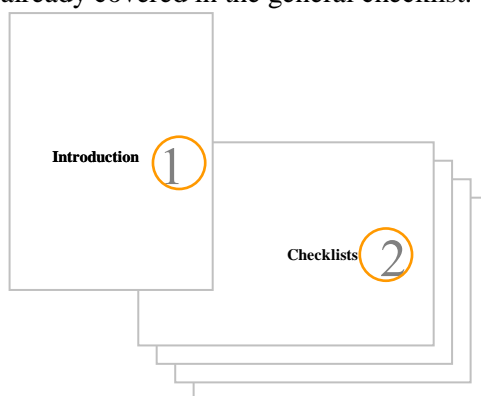 already covered in the general checklist.
Introduction 1
Checklists 2